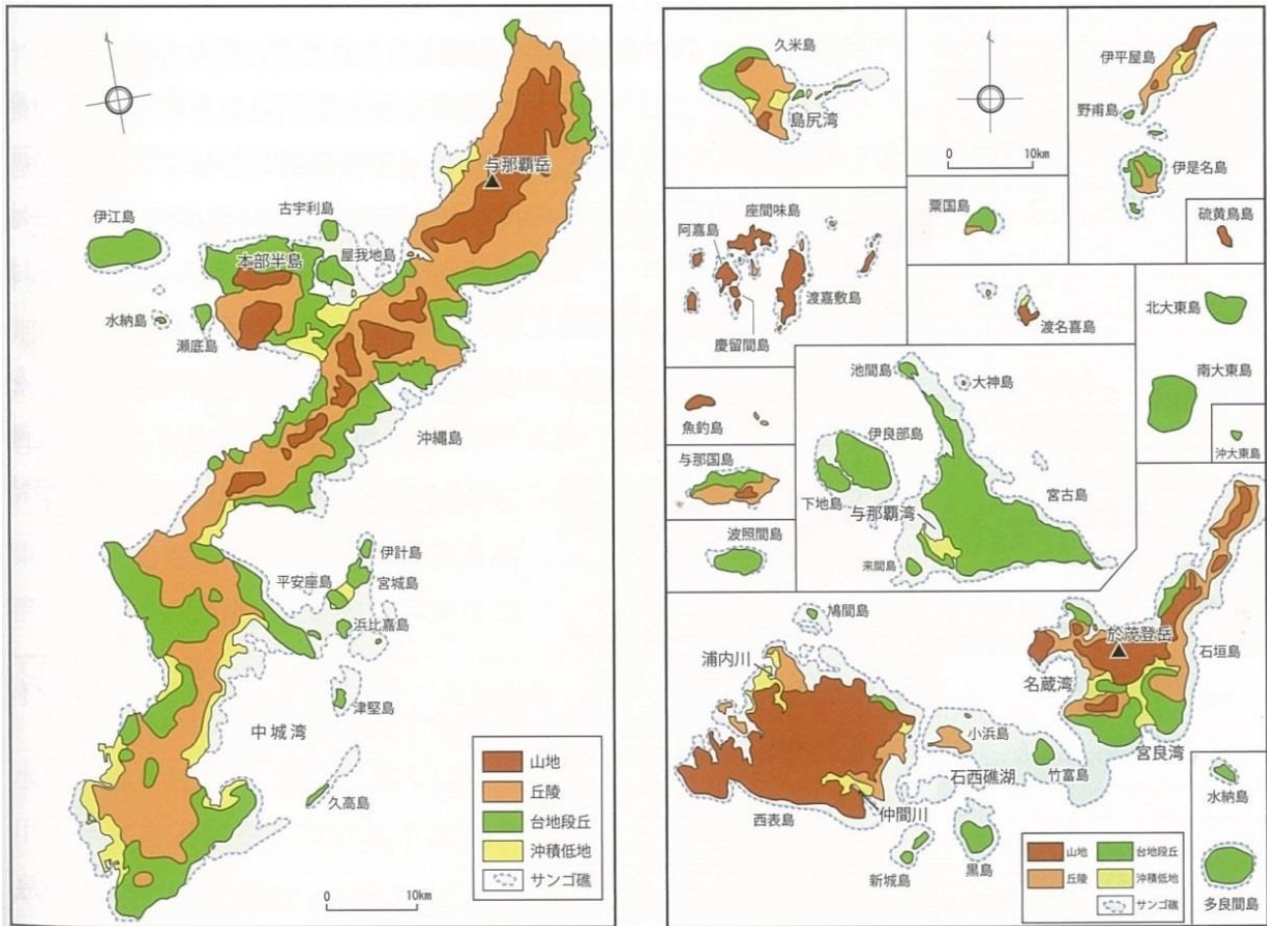 与那覇岳
伊江島
古宇利島
本部半島
屋我地島
水納島
瀬底島
沖縄島
伊計島
平安座島
宮城島
浜比嘉島
津堅島
中城湾
久高島
山地
丘陵
台地段丘
沖積低地
サンゴ礁
0 10km
久米島
島尻湾
0 10km
伊平屋島
野甫島
伊是名島
粟国島
硫黄鳥島
座間味島
阿嘉島
渡嘉敷島
慶留間島
渡名喜島
北大東島
南大東島
沖大東島
魚釣島
与那国島
波照間島
池間島
大神島
伊良部島
下地島
宮古島
与那覇湾
来間島
鳩間島
浦内川
於茂登岳
石垣島
名蔵湾
宮良湾
小浜島
石西礁湖
竹富島
西表島
仲間川
新城島
黒島
水納島
多良間島
山地
台地段丘
丘陵
沖積低地
サンゴ礁